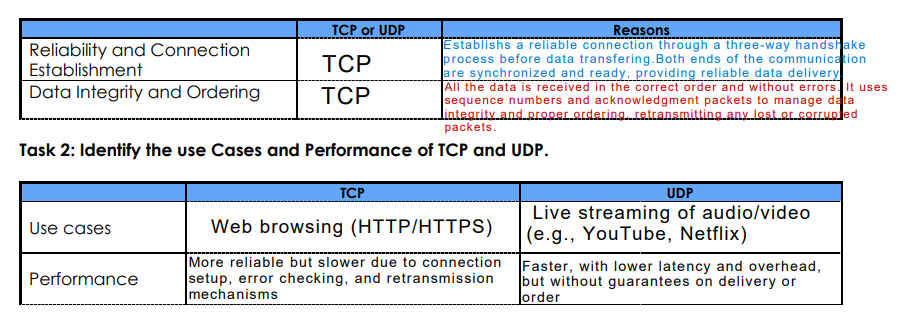 TCP or UDP Reasons
Reliability and Connection
Establishment
TCP
Establishs a reliable connection through a three-way handshake
process before data transfering.Both ends of the communication
are synchronized and ready, providing reliable data delivery
Data Integrity and Ordering
TCP
All the data is received in the correct order and without errors. It uses
sequence numbers and acknowledgment packets to manage data
integrity and proper ordering, retransmitting any lost or corrupted
packets.
Task 2: Identify the use Cases and Performance of TCP and UDP.
TCP UDP
Use cases
Web browsing (HTTP/HTTPS)
Live streaming of audio/video
(e.g., YouTube, Netflix)
Performance
More reliable but slower due to connection
setup, error checking, and retransmission
mechanisms
Faster, with lower latency and overhead,
but without guarantees on delivery or
order